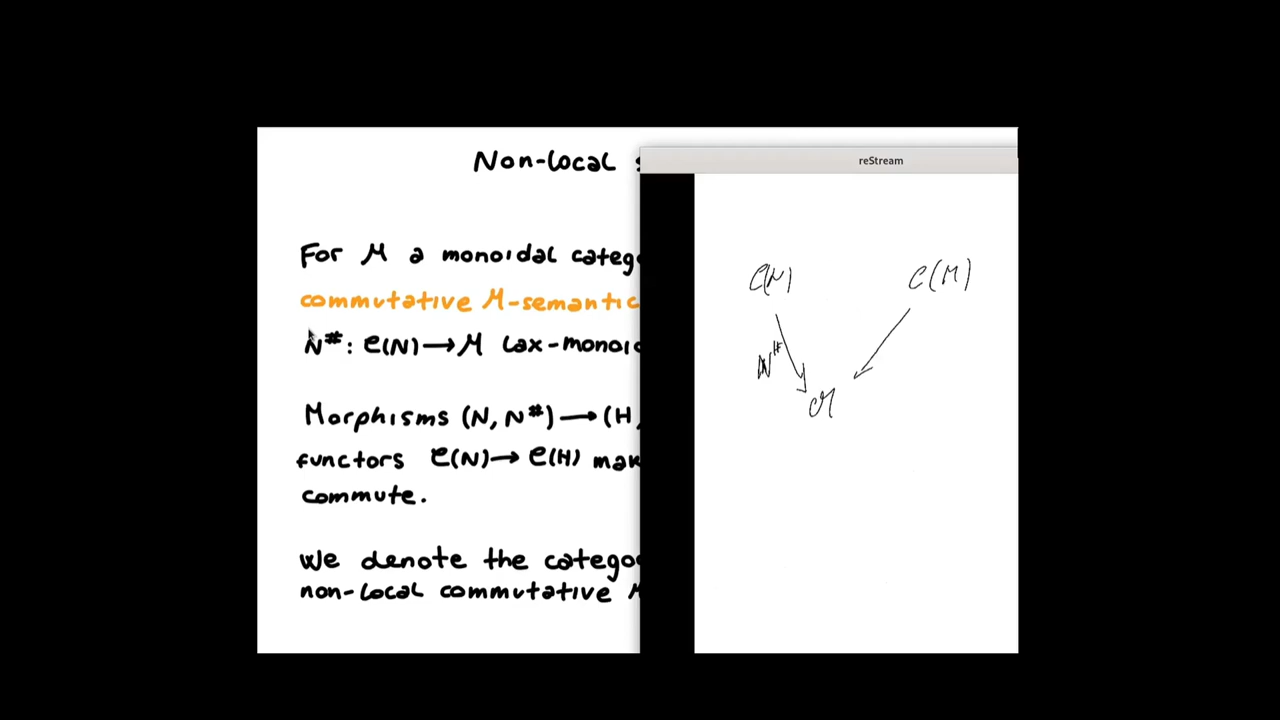 Non-local
For M a monoidal catego
commutative M-semantic
N#: C(N) → M lax-monoid
Morphisms (N, N#) → (H,
functors C(N) → C(H) mak
commute.
We denote the catego
non-local commutative M
reStream
C(N) C(M)
N#
M